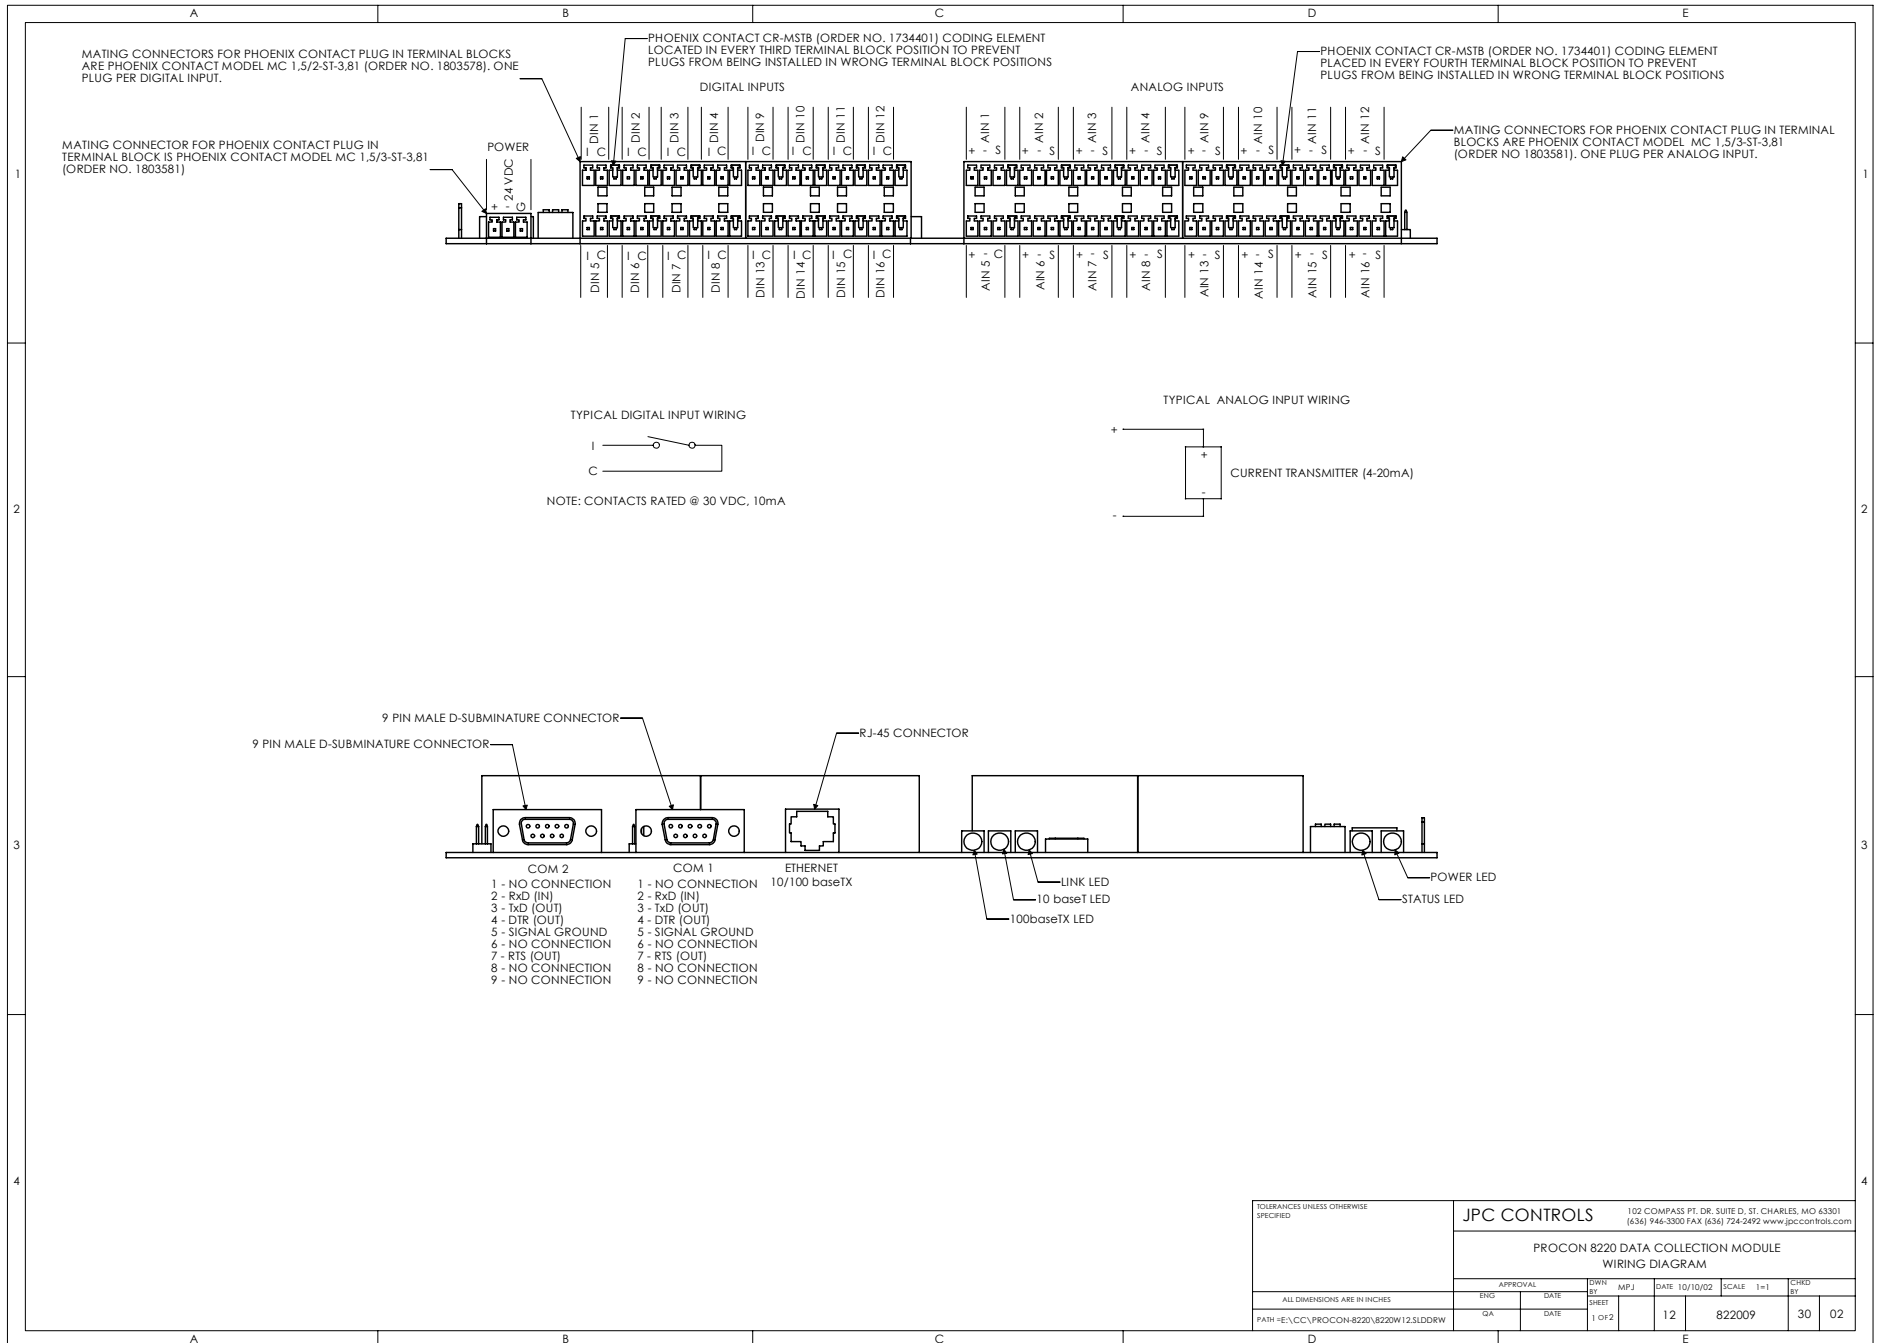 A B C D E
MATING CONNECTORS FOR PHOENIX CONTACT PLUG IN TERMINAL BLOCKS
ARE PHOENIX CONTACT MODEL MC 1,5/2-ST-3,81 (ORDER NO. 1803578). ONE
PLUG PER DIGITAL INPUT.
PHOENIX CONTACT CR-MSTB (ORDER NO. 1734401) CODING ELEMENT
LOCATED IN EVERY THIRD TERMINAL BLOCK POSITION TO PREVENT
PLUGS FROM BEING INSTALLED IN WRONG TERMINAL BLOCK POSITIONS
PHOENIX CONTACT CR-MSTB (ORDER NO. 1734401) CODING ELEMENT
PLACED IN EVERY FOURTH TERMINAL BLOCK POSITION TO PREVENT
PLUGS FROM BEING INSTALLED IN WRONG TERMINAL BLOCK POSITIONS
DIGITAL INPUTS
ANALOG INPUTS
MATING CONNECTOR FOR PHOENIX CONTACT PLUG IN
TERMINAL BLOCK IS PHOENIX CONTACT MODEL MC 1,5/3-ST-3,81
(ORDER NO. 1803581)
MATING CONNECTORS FOR PHOENIX CONTACT PLUG IN TERMINAL
BLOCKS ARE PHOENIX CONTACT MODEL MC 1,5/3-ST-3,81
(ORDER NO 1803581). ONE PLUG PER ANALOG INPUT.
POWER
+ - G
24 VDC
DIN 1 DIN 2 DIN 3 DIN 4 DIN 9 DIN 10 DIN 11 DIN 12
I C I C I C I C I C I C I C I C
AIN 1 AIN 2 AIN 3 AIN 4 AIN 9 AIN 10 AIN 11 AIN 12
+ - S + - S + - S + - S + - S + - S + - S + - S
1 1
I C I C I C I C I C I C I C I C
DIN 5 DIN 6 DIN 7 DIN 8 DIN 13 DIN 14 DIN 15 DIN 16
+ - C + - S + - S + - S + - S + - S + - S + - S
AIN 5 AIN 6 AIN 7 AIN 8 AIN 13 AIN 14 AIN 15 AIN 16
TYPICAL DIGITAL INPUT WIRING
I
C
NOTE: CONTACTS RATED @ 30 VDC, 10mA
TYPICAL ANALOG INPUT WIRING
+
+
CURRENT TRANSMITTER (4-20mA)
-
-
2 2
9 PIN MALE D-SUBMINATURE CONNECTOR
9 PIN MALE D-SUBMINATURE CONNECTOR
RJ-45 CONNECTOR
3 3
COM 2
1 - NO CONNECTION
2 - RxD (IN)
3 - TxD (OUT)
4 - DTR (OUT)
5 - SIGNAL GROUND
6 - NO CONNECTION
7 - RTS (OUT)
8 - NO CONNECTION
9 - NO CONNECTION
COM 1
1 - NO CONNECTION
2 - RxD (IN)
3 - TxD (OUT)
4 - DTR (OUT)
5 - SIGNAL GROUND
6 - NO CONNECTION
7 - RTS (OUT)
8 - NO CONNECTION
9 - NO CONNECTION
ETHERNET
10/100 baseTX
LINK LED
10 baseT LED
100baseTX LED
POWER LED
STATUS LED
4 4
TOLERANCES UNLESS OTHERWISE
SPECIFIED
ALL DIMENSIONS ARE IN INCHES
PATH =E:\CC\PROCON-8220\8220W12.SLDDRW
JPC CONTROLS
102 COMPASS PT. DR. SUITE D, ST. CHARLES, MO 63301
(636) 946-3300 FAX (636) 724-2492 www.jpccontrols.com
PROCON 8220 DATA COLLECTION MODULE
WIRING DIAGRAM
APPROVAL
ENG DATE
QA DATE
DWN BY MPJ
DATE 10/10/02
SCALE 1=1
CHKD BY
SHEET
1 OF2
12
822009
30
02
A B C D E